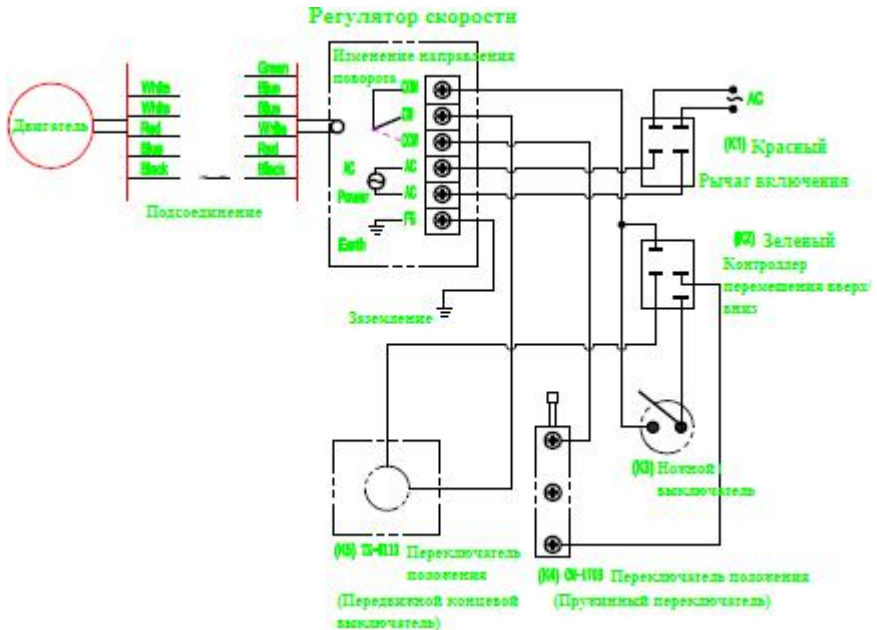 Регулятор скорости
Изменение направления
поворота
COM
CW
CCW
AC
AC
FG
AC
Power
Earth
Двигатель
White
White
Red
Blue
Black
Green
Blue
Blue
White
Red
Black
Подсоединение
Заземление
AC
(K1) Красный
Рычаг включения
(K2) Зеленый
Контроллер
перемещения вверх/
вниз
(K3) Ножной
выключатель
(K5) Переключатель
положения
(Передвижной концевой
выключатель)
(K4) Переключатель положения
(Пружинный переключатель)